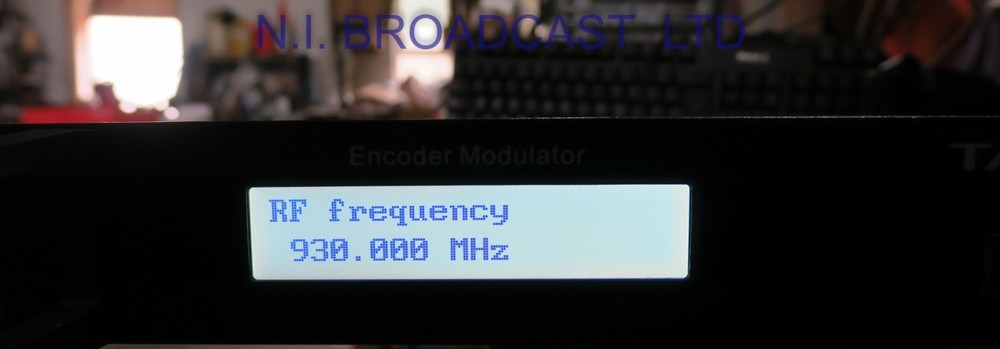 N.I. BROADCAST LTD
Encoder Modulator
RF frequency
930.000 MHz